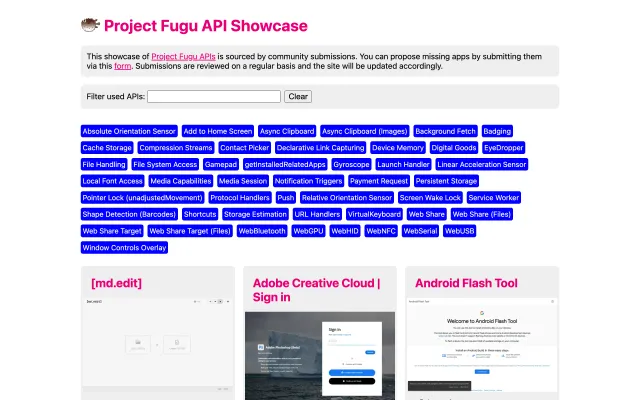 Project Fugu API Showcase
This showcase of Project Fugu APIs is sourced by community submissions. You can propose missing apps by submitting them
via this form. Submissions are reviewed on a regular basis and the site will be updated accordingly.
Filter used APIs: Clear
Absolute Orientation Sensor Add to Home Screen Async Clipboard Async Clipboard (Images) Background Fetch Badging
Cache Storage Compression Streams Contact Picker Declarative Link Capturing Device Memory Digital Goods EyeDropper
File Handling File System Access Gamepad getInstalledRelatedApps Gyroscope Launch Handler Linear Acceleration Sensor
Local Font Access Media Capabilities Media Session Notification Triggers Payment Request Persistent Storage
Pointer Lock (unadjustedMovement) Protocol Handlers Push Relative Orientation Sensor Screen Wake Lock Service Worker
Shape Detection (Barcodes) Shortcuts Storage Estimation URL Handlers VirtualKeyboard Web Share Web Share (Files)
Web Share Target Web Share Target (Files) WebBluetooth WebGPU WebHID WebNFC WebSerial WebUSB
Window Controls Overlay
[md.edit]
Adobe Creative Cloud |
Sign in
Android Flash Tool
Sign in
Welcome to Android Flash Tool